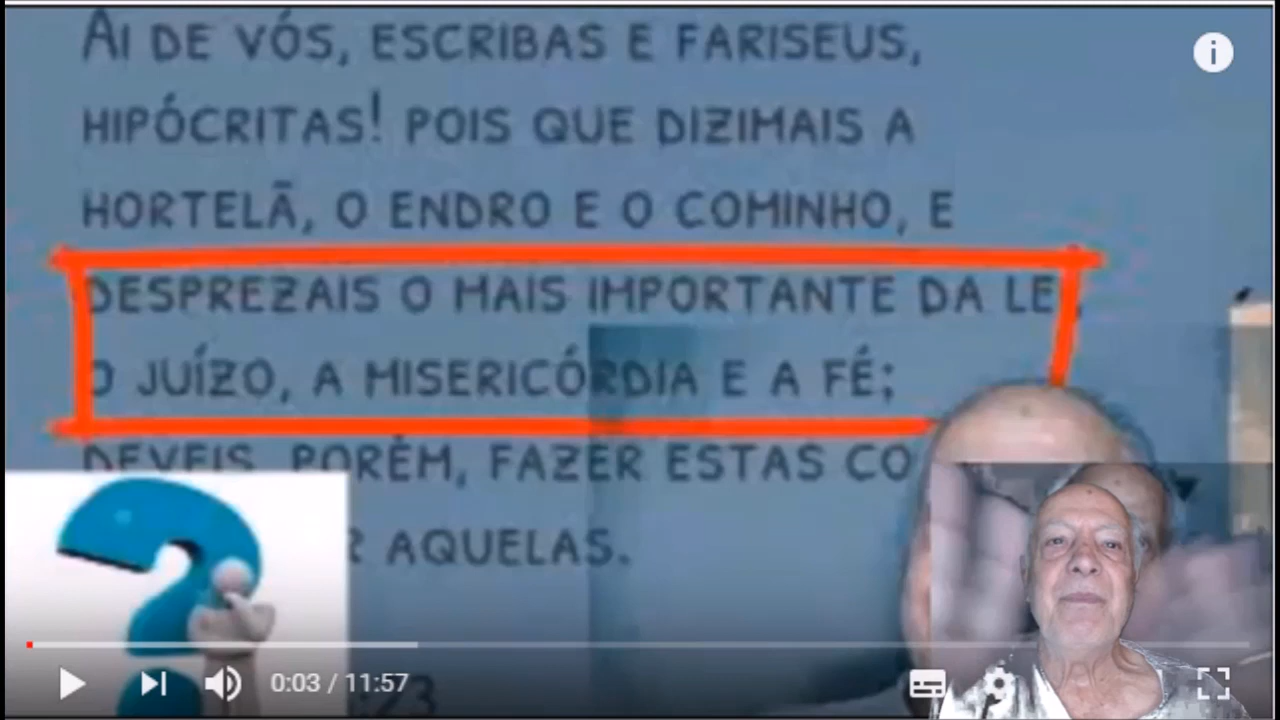 AI DE VÓS, ESCRIBAS E FARISEUS,
HIPÓCRITAS! POIS QUE DIZIMAIS A
HORTELÃ, O ENDRO E O COMINHO, E
DESPREZAIS O MAIS IMPORTANTE DA LE
O JUÍZO, A MISERICÓRDIA E A FÉ;
DEVEIS, PORÉM, FAZER ESTAS CO
R AQUELAS.
0:03 / 11:57
:23